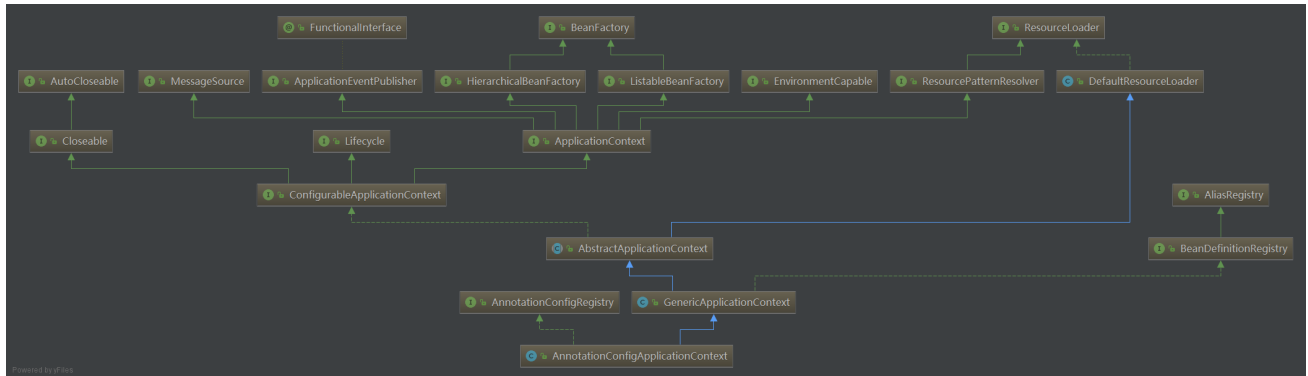 FunctionalInterface
BeanFactory
ResourceLoader
AutoCloseable
MessageSource
ApplicationEventPublisher
HierarchicalBeanFactory
ListableBeanFactory
EnvironmentCapable
ResourcePatternResolver
DefaultResourceLoader
Closeable
Lifecycle
ApplicationContext
ConfigurableApplicationContext
AliasRegistry
AbstractApplicationContext
BeanDefinitionRegistry
AnnotationConfigRegistry
GenericApplicationContext
AnnotationConfigApplicationContext
Powered by yFiles